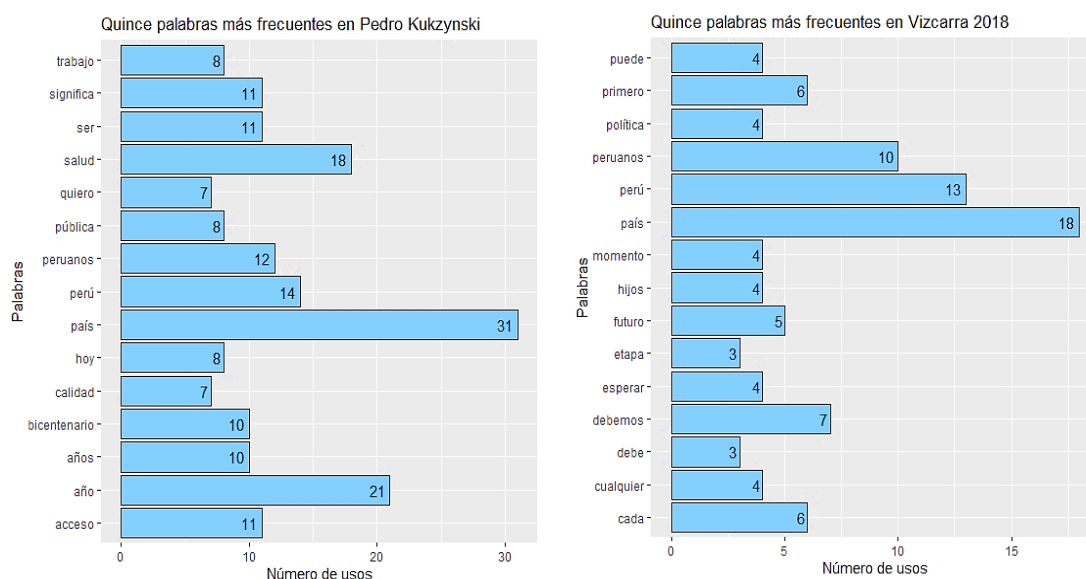 Quince palabras más frecuentes en Pedro Kukzynski
Palabras
trabajo 8
significa 11
ser 11
salud 18
quiero 7
pública 8
peruanos 12
perú 14
país 31
hoy 8
calidad 7
bicentenario 10
años 10
año 21
acceso 11
0 10 20 30
Número de usos
Quince palabras más frecuentes en Vizcarra 2018
Palabras
puede 4
primero 6
política 4
peruanos 10
perú 13
país 18
momento 4
hijos 4
futuro 5
etapa 3
esperar 4
debemos 7
debe 3
cualquier 4
cada 6
0 5 10 15
Número de usos